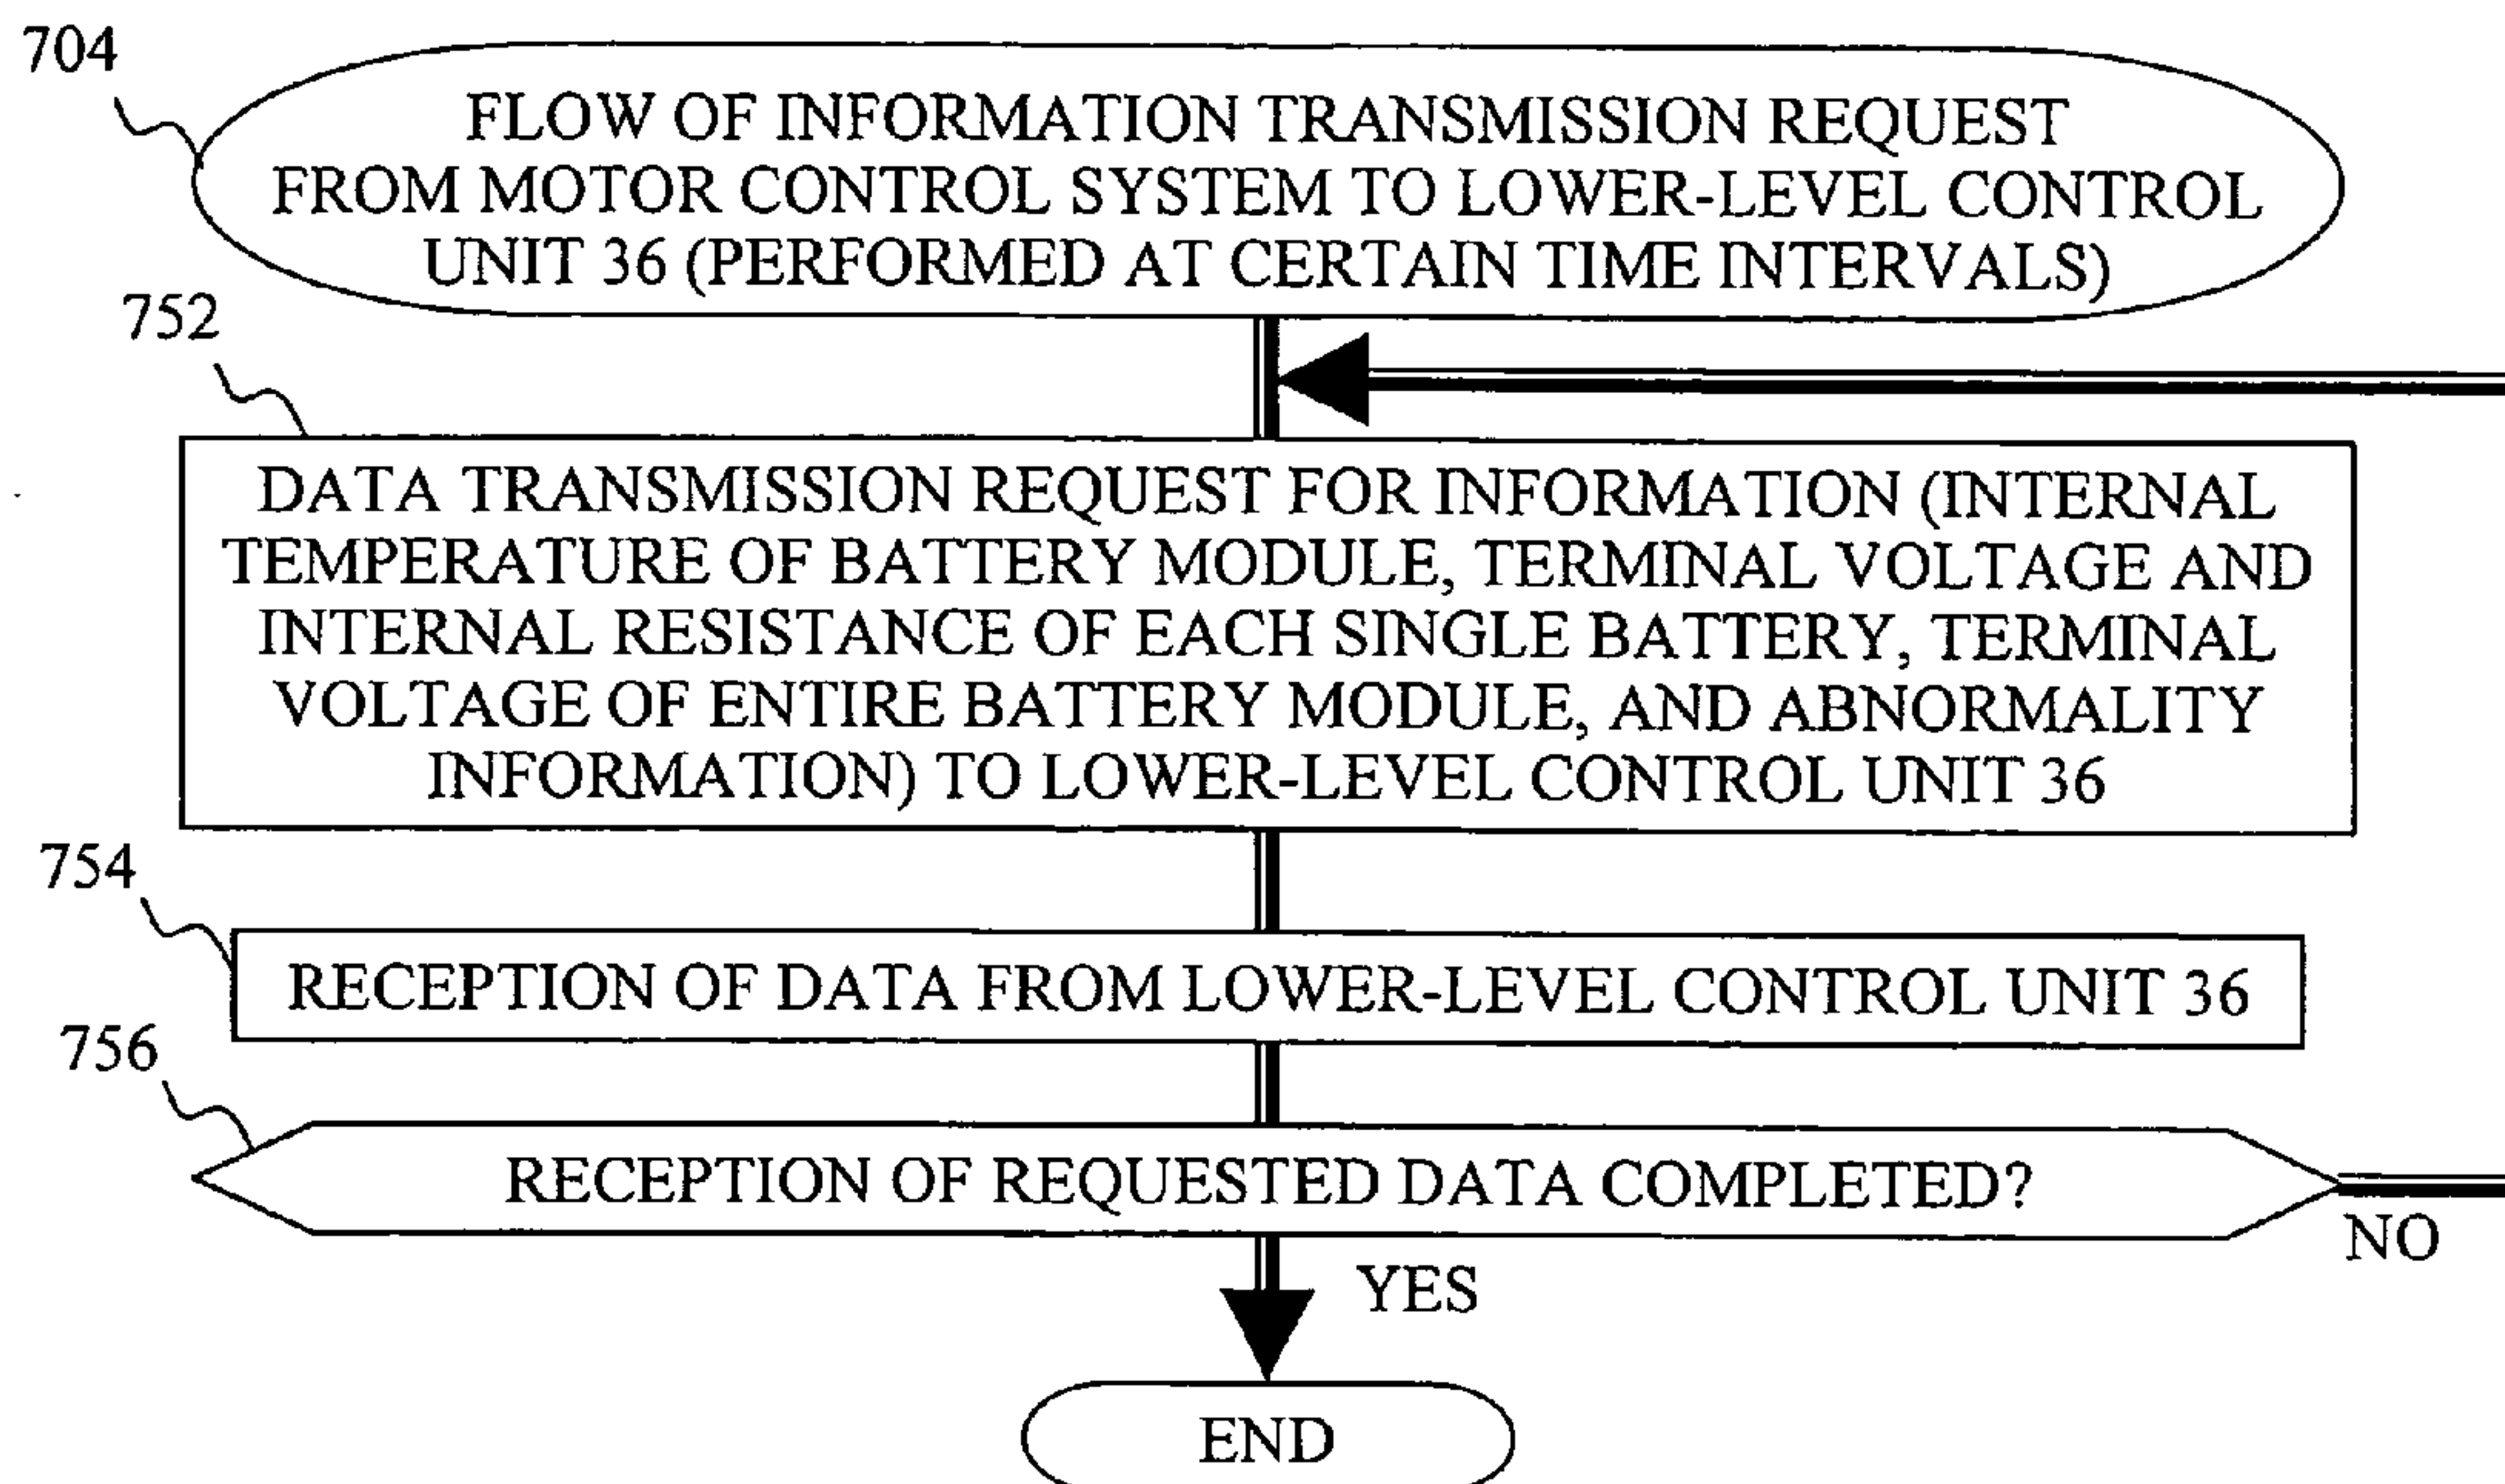 704
FLOW OF INFORMATION TRANSMISSION REQUEST
FROM MOTOR CONTROL SYSTEM TO LOWER-LEVEL CONTROL
UNIT 36 (PERFORMED AT CERTAIN TIME INTERVALS)
752
DATA TRANSMISSION REQUEST FOR INFORMATION (INTERNAL
TEMPERATURE OF BATTERY MODULE, TERMINAL VOLTAGE AND
INTERNAL RESISTANCE OF EACH SINGLE BATTERY, TERMINAL
VOLTAGE OF ENTIRE BATTERY MODULE, AND ABNORMALITY
INFORMATION) TO LOWER-LEVEL CONTROL UNIT 36
754
RECEPTION OF DATA FROM LOWER-LEVEL CONTROL UNIT 36
756
RECEPTION OF REQUESTED DATA COMPLETED?
NO
YES
END